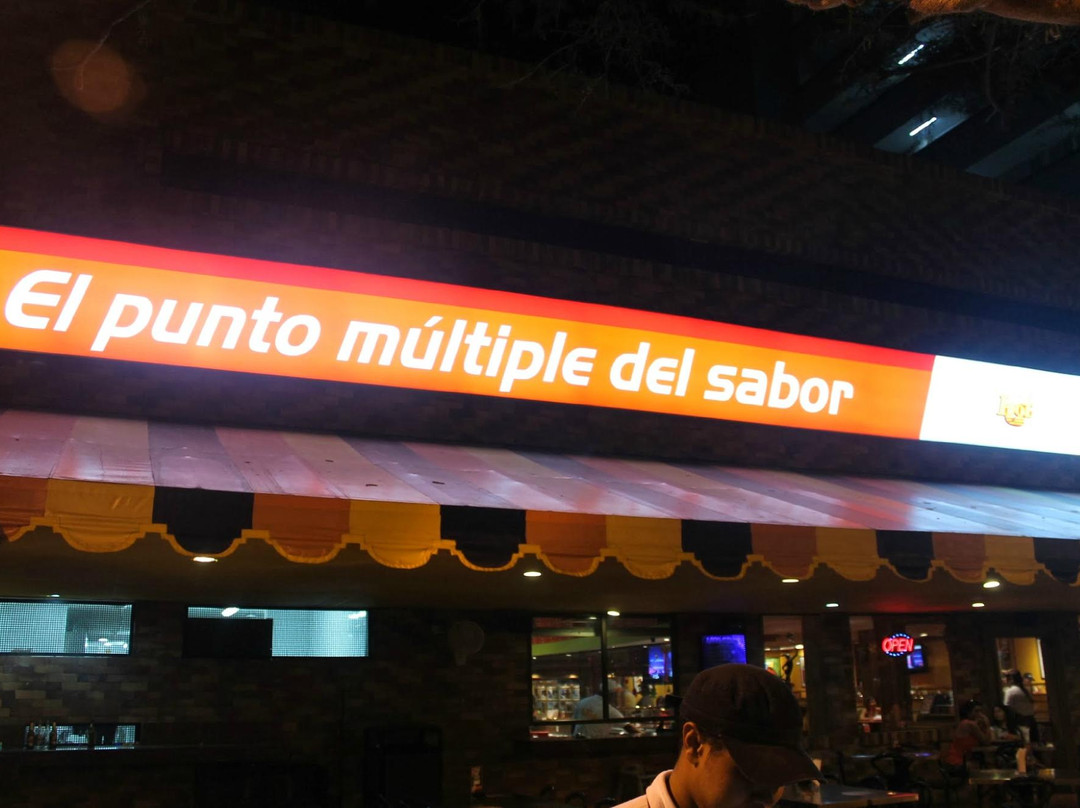 El punto múltiple del sabor
OPEN